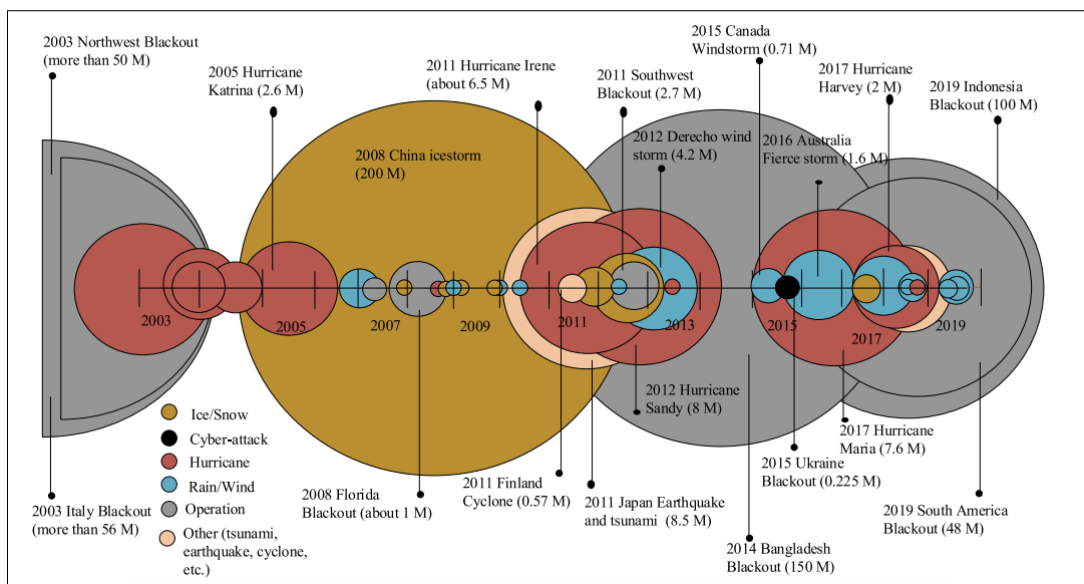 2003 Northwest Blackout
(more than 50 M)
2005 Hurricane
Katrina (2.6 M)
2008 China icestorm
(200 M)
2011 Hurricane Irene
(about 6.5 M)
2011 Southwest
Blackout (2.7 M)
2012 Derecho wind
storm (4.2 M)
2015 Canada
Windstorm (0.71 M)
2016 Australia
Fierce storm (1.6 M)
2017 Hurricane
Harvey (2 M)
2019 Indonesia
Blackout (100 M)
2003
2005
2007
2009
2011
2013
2015
2017
2019
2003 Italy Blackout
(more than 56 M)
Ice/Snow
Cyber-attack
Hurricane
Rain/Wind
Operation
Other (tsunami,
earthquake, cyclone,
etc.)
2008 Florida
Blackout (about 1 M)
2011 Finland
Cyclone (0.57 M)
2011 Japan Earthquake
and tsunami (8.5 M)
2012 Hurricane
Sandy (8 M)
2014 Bangladesh
Blackout (150 M)
2015 Ukraine
Blackout (0.225 M)
2017 Hurricane
Maria (7.6 M)
2019 South America
Blackout (48 M)